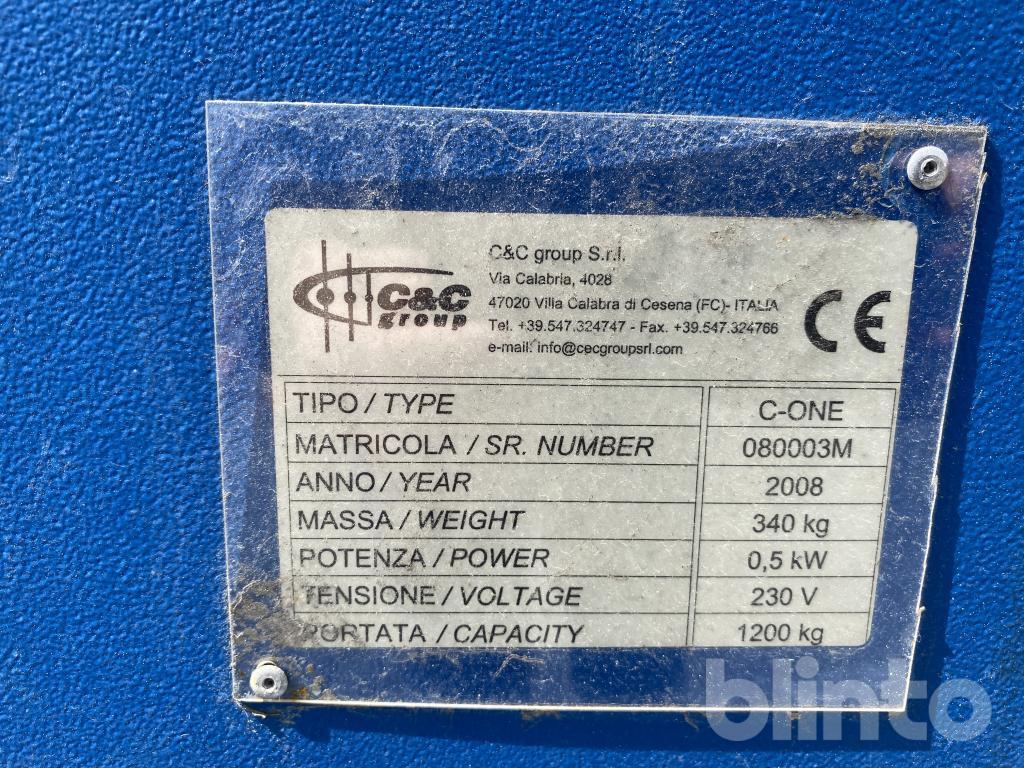 C&C group
C&C group S.r.l.
Via Calabria, 4028
47020 Villa Calabra di Cesena (FC)- ITALIA
Tel. +39.547.324747 - Fax. +39.547.324766
e-mail: info@cecgroupsrl.com
CE
TIPO / TYPE C-ONE
MATRICOLA / SR. NUMBER 080003M
ANNO / YEAR 2008
MASSA / WEIGHT 340 kg
POTENZA / POWER 0,5 kW
TENSIONE / VOLTAGE 230 V
PORTATA / CAPACITY 1200 kg
blinto